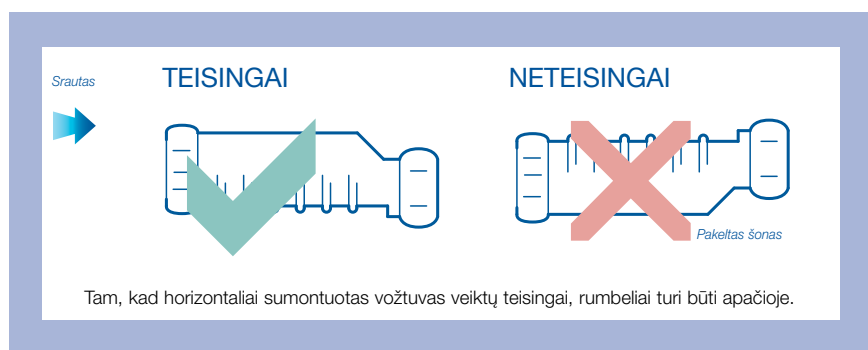 Srautas
TEISINGAI
NETEISINGAI
Pakeltas šonas
Tam, kad horizontaliai sumontuotas vožtuvas veiktų teisingai, rumbeliai turi būti apačioje.